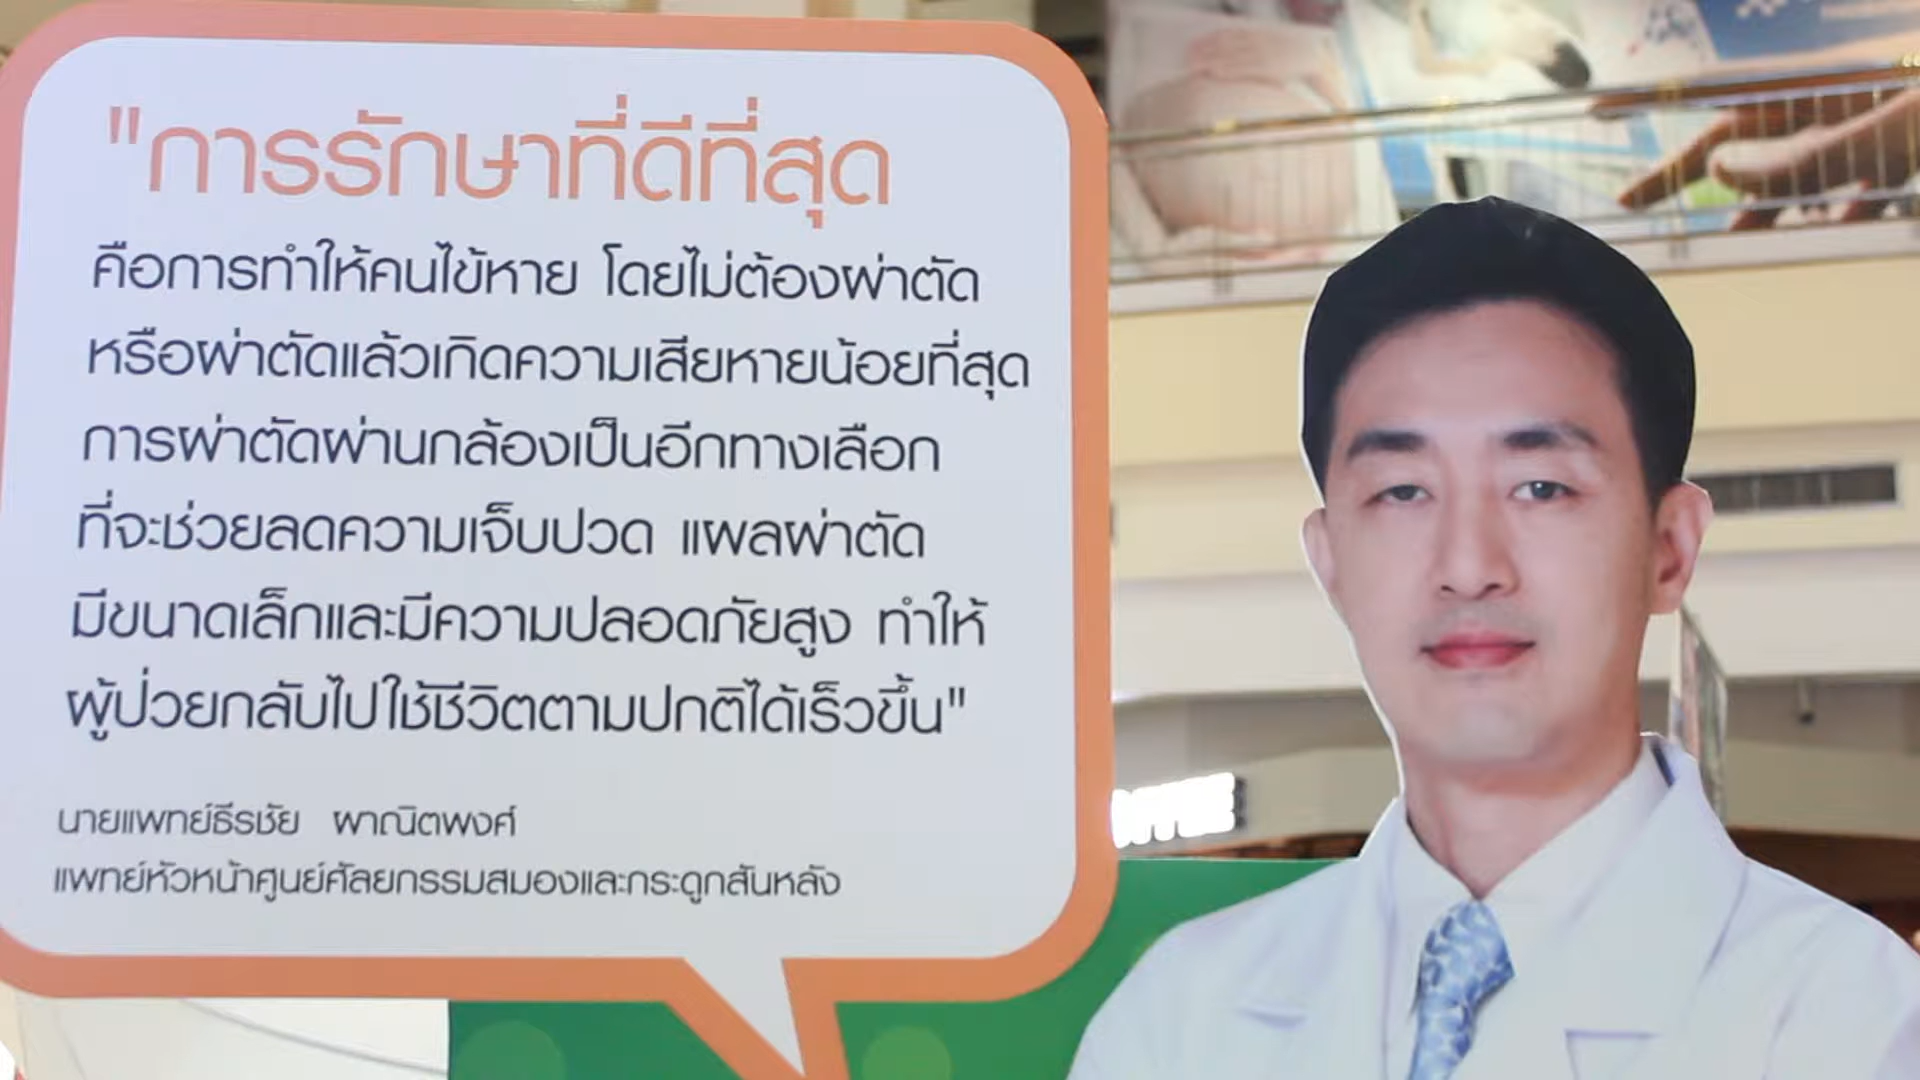 "การรักษาที่ดีที่สุด
คือการทำให้คนไข้หาย โดยไม่ต้องผ่าตัด
หรือผ่าตัดแล้วเกิดความเสียหายน้อยที่สุด
การผ่าตัดผ่านกล้องเป็นอีกทางเลือก
ที่จะช่วยลดความเจ็บปวด แผลผ่าตัด
มีขนาดเล็กและมีความปลอดภัยสูง ทำให้
ผู้ป่วยกลับไปใช้ชีวิตตามปกติได้เร็วขึ้น"
นายแพทย์ธีรชัย ผาณิตพงศ์
แพทย์หัวหน้าศูนย์ศัลยกรรมสมองและกระดูกสันหลัง